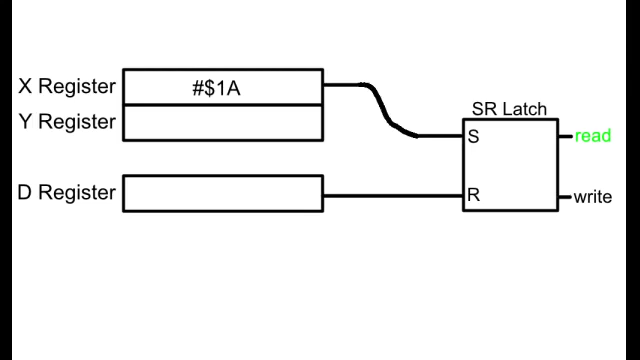 X Register
#$1A
Y Register
D Register
SR Latch
S
R
read
write